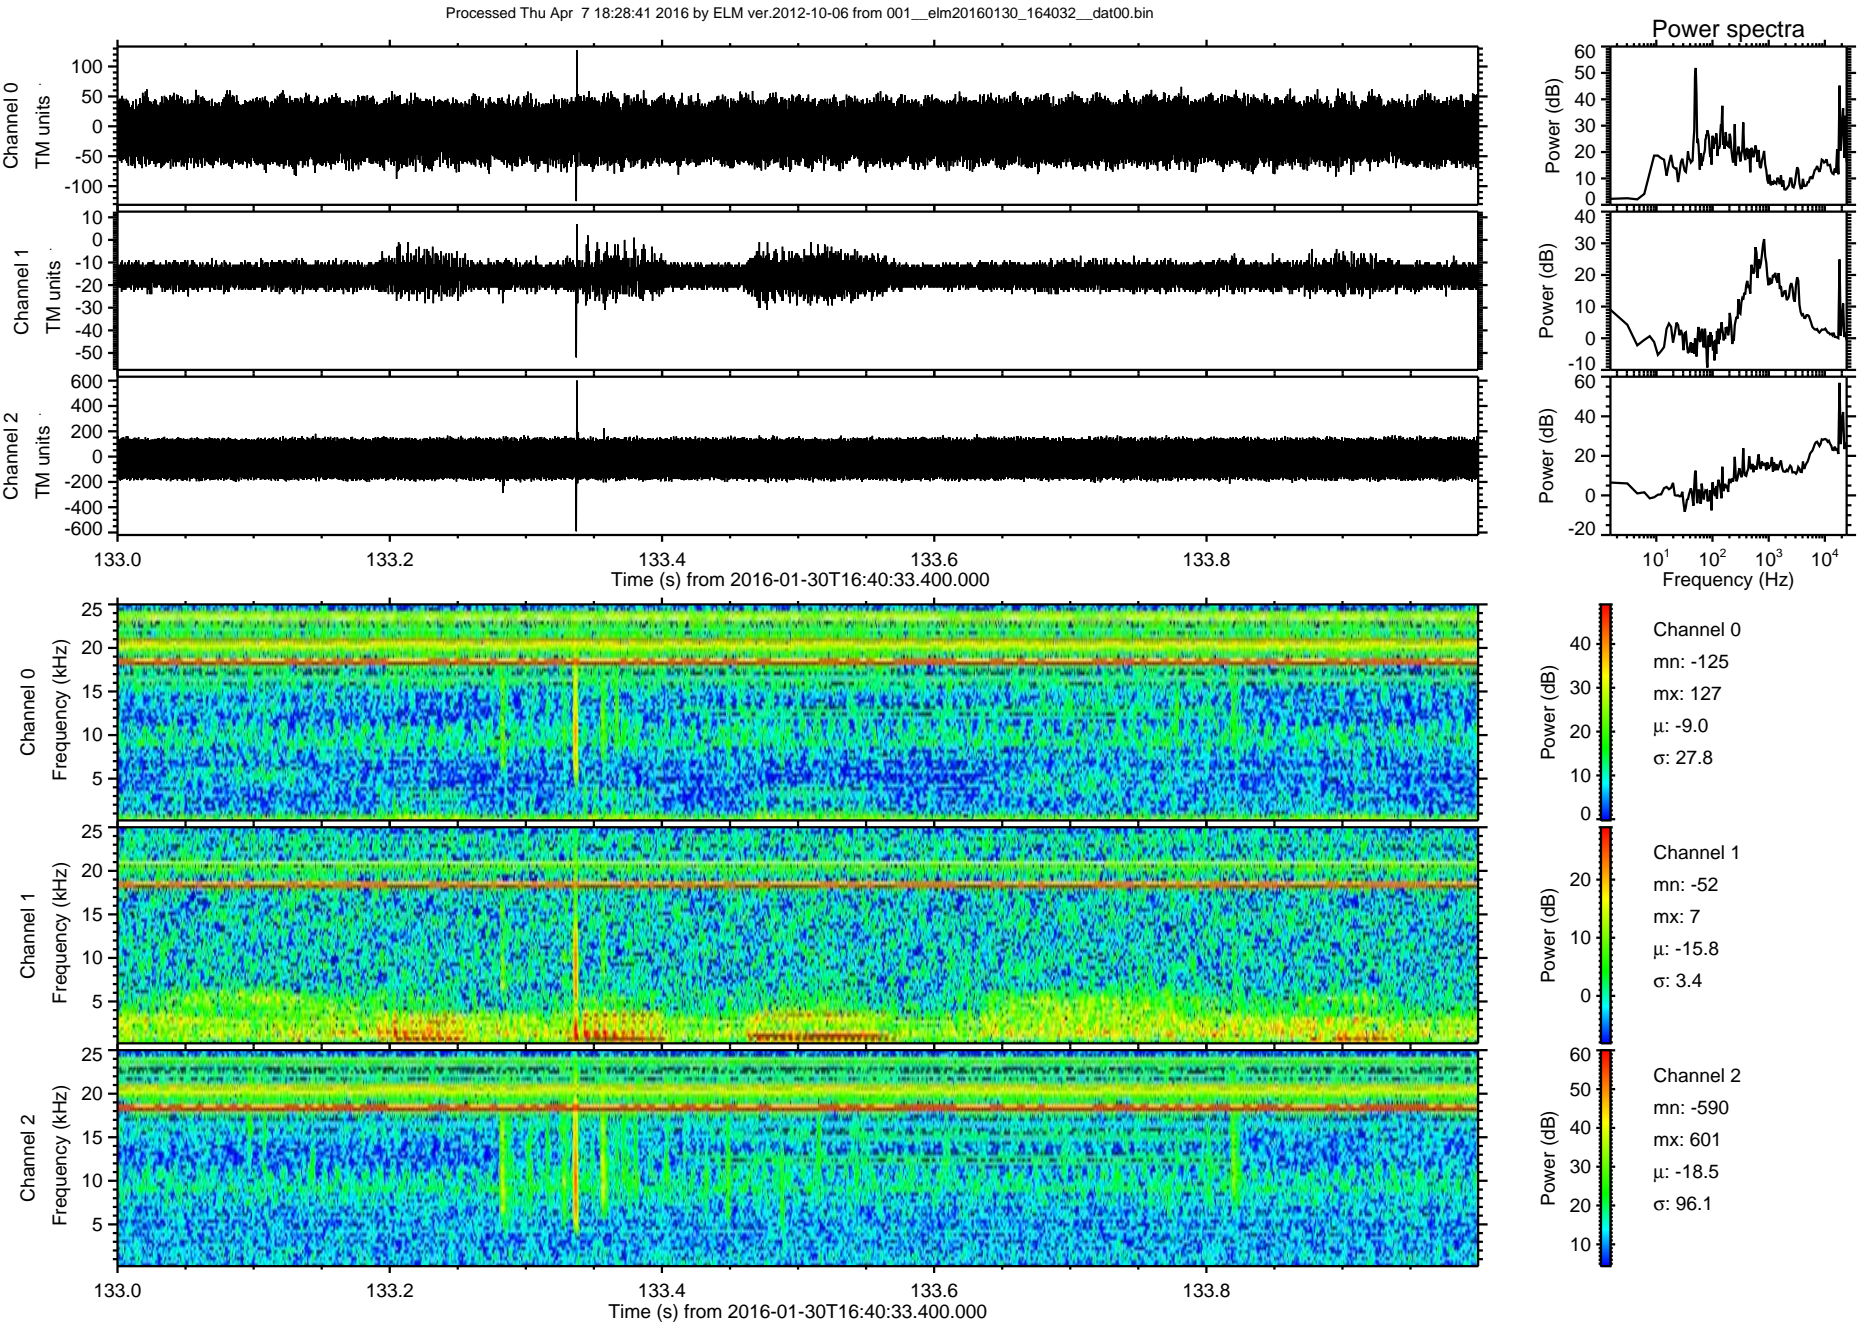 Processed Thu Apr  7 18:28:41 2016 by ELM ver.2012-10-06 from 001__elm20160130_164032__dat00.bin
Power spectra
Channel 0
TM units
100
50
0
-50
-100
Power (dB)
60
50
40
30
20
10
0
Channel 1
TM units
10
0
-10
-20
-30
-40
-50
Power (dB)
40
30
20
10
0
-10
Channel 2
TM units
600
400
200
0
-200
-400
-600
Power (dB)
60
40
20
0
-20
133.0 133.2 133.4 133.6 133.8
Time (s) from 2016-01-30T16:40:33.400.000
10^1 10^2 10^3 10^4
Frequency (Hz)
Channel 0
Frequency (kHz)
25
20
15
10
5
Power (dB)
40
30
20
10
0
Channel 0
mn: -125
mx: 127
μ: -9.0
σ: 27.8
Channel 1
Frequency (kHz)
25
20
15
10
5
Power (dB)
20
10
0
Channel 1
mn: -52
mx: 7
μ: -15.8
σ: 3.4
Channel 2
Frequency (kHz)
25
20
15
10
5
Power (dB)
60
50
40
30
20
10
Channel 2
mn: -590
mx: 601
μ: -18.5
σ: 96.1
133.0 133.2 133.4 133.6 133.8
Time (s) from 2016-01-30T16:40:33.400.000